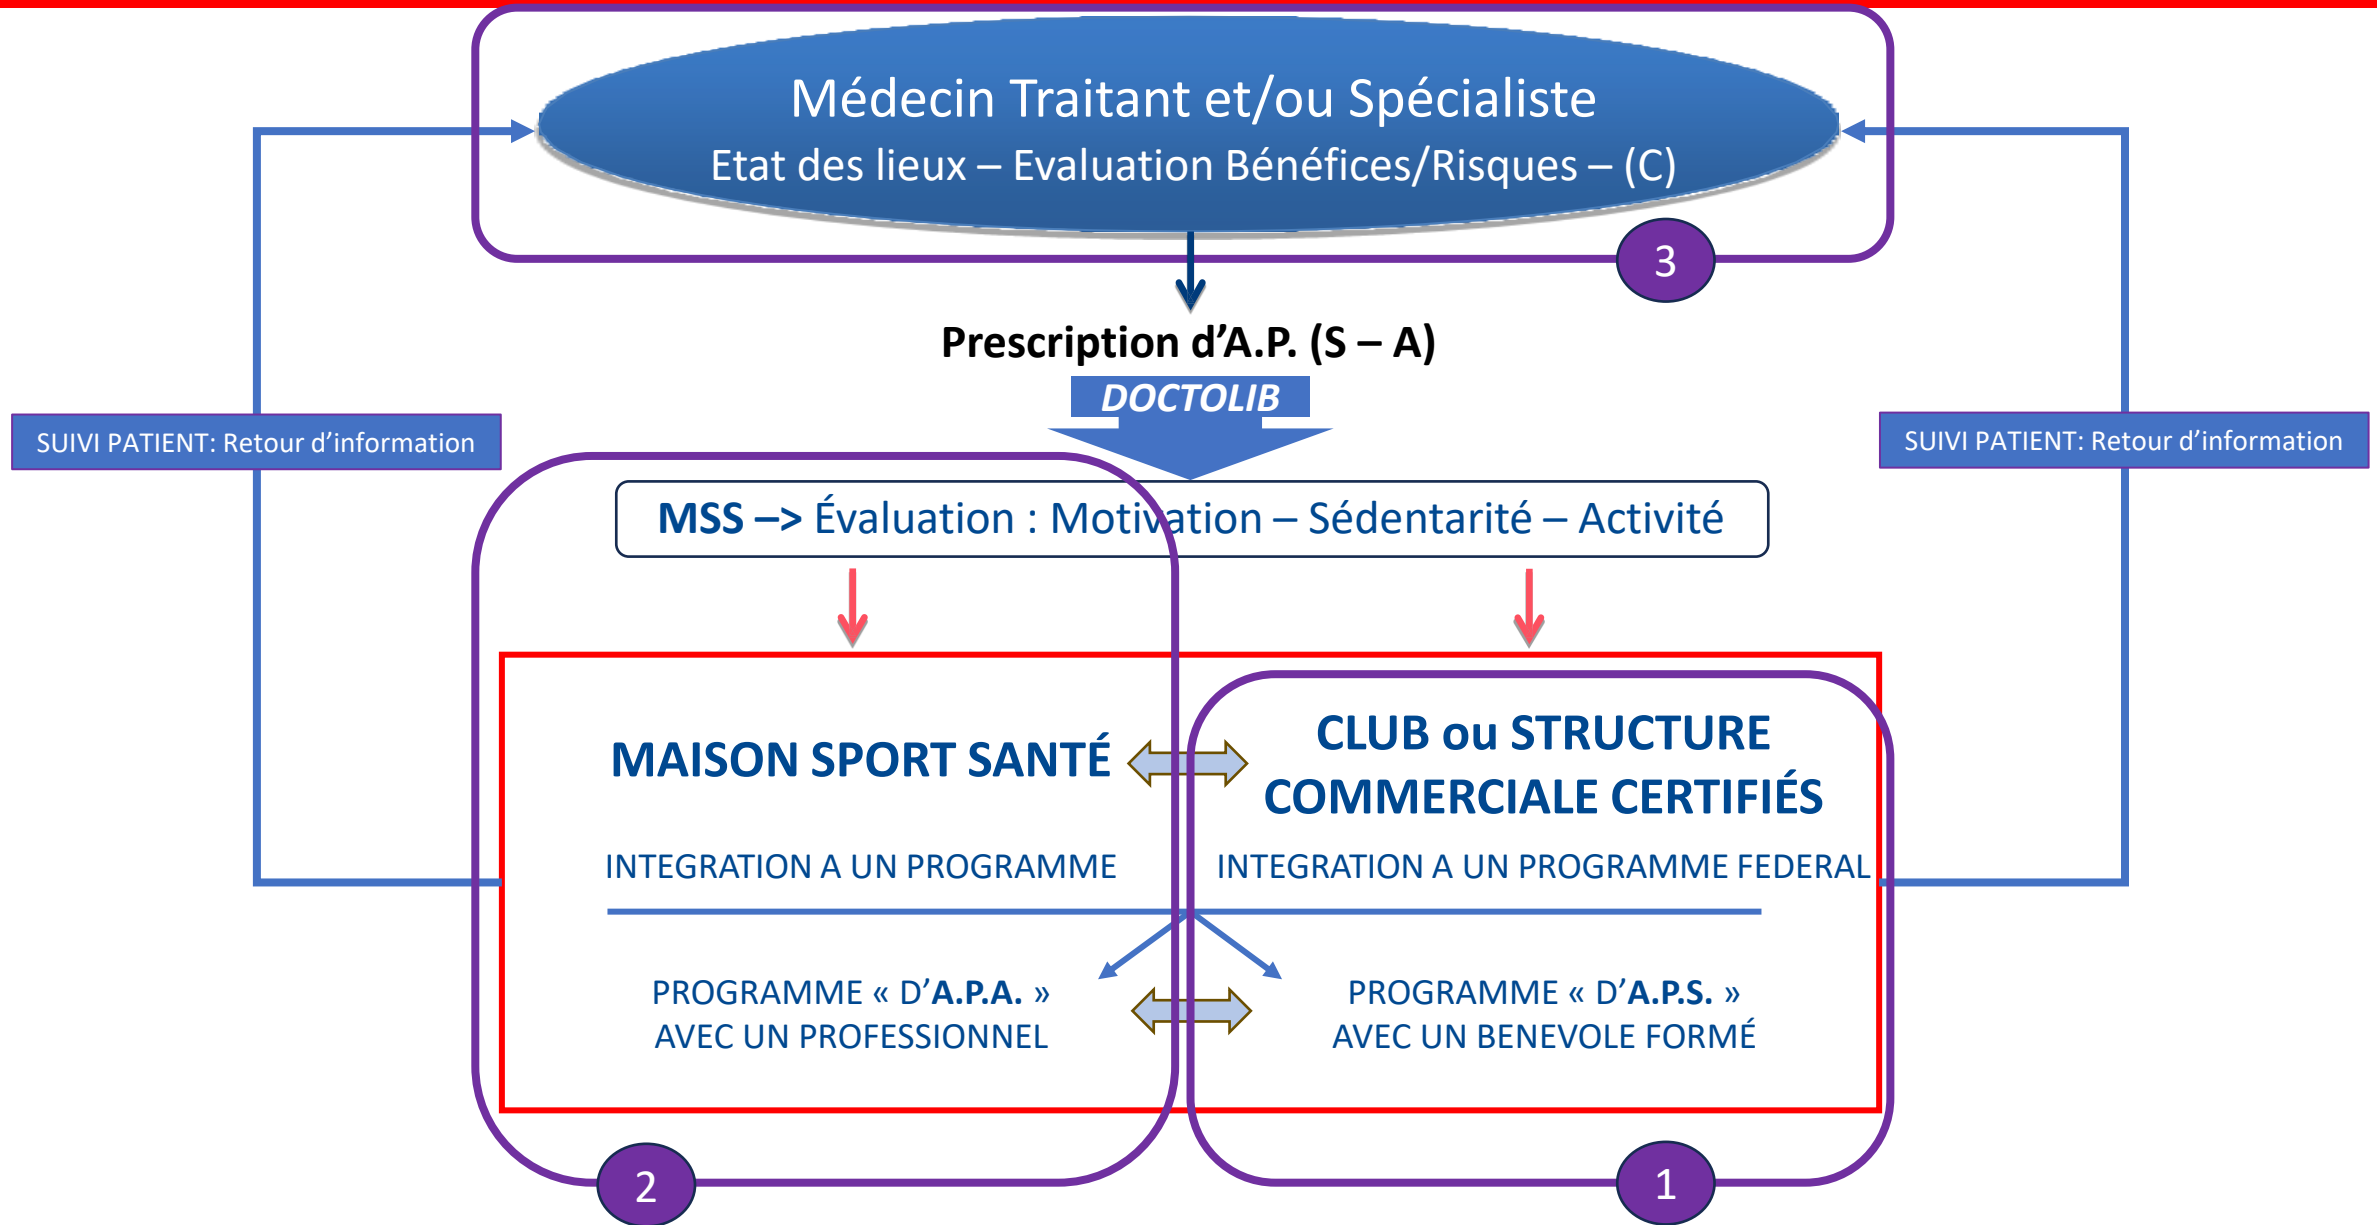 Médecin Traitant et/ou Spécialiste
Etat des lieux – Evaluation Bénéfices/Risques – (C)
3
Prescription d’A.P. (S – A)
DOCTOLIB
SUIVI PATIENT: Retour d’information
SUIVI PATIENT: Retour d’information
MSS –> Évaluation : Motivation – Sédentarité – Activité
MAISON SPORT SANTÉ
CLUB ou STRUCTURE
COMMERCIALE CERTIFIÉS
INTEGRATION A UN PROGRAMME
INTEGRATION A UN PROGRAMME FEDERAL
PROGRAMME « D’A.P.A. »
AVEC UN PROFESSIONNEL
PROGRAMME « D’A.P.S. »
AVEC UN BENEVOLE FORMÉ
2
1